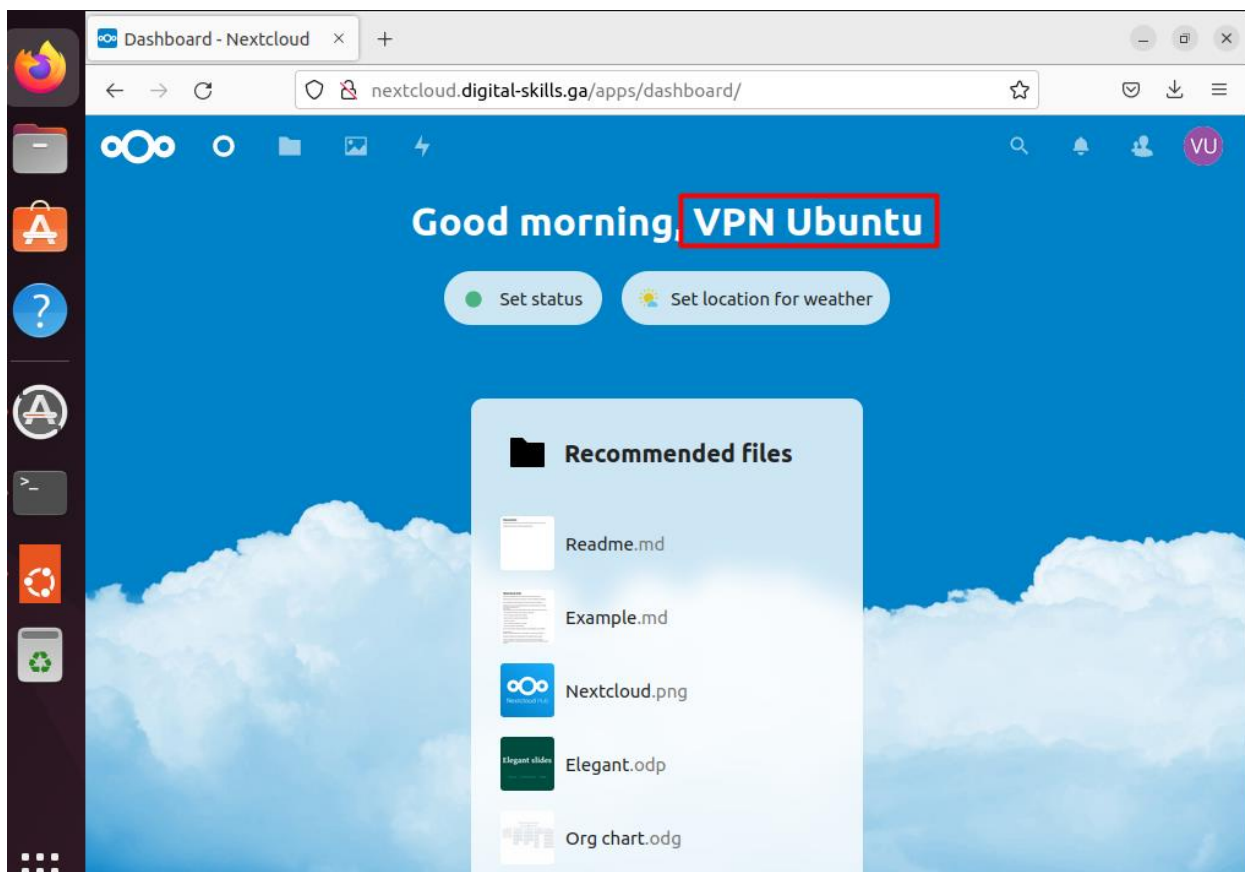 Dashboard - Nextcloud
nextcloud.digital-skills.ga/apps/dashboard/
VU
Good morning, VPN Ubuntu
Set status
Set location for weather
Recommended files
Readme.md
Example.md
Nextcloud.png
Elegant slides
Elegant.odp
Org chart.odg